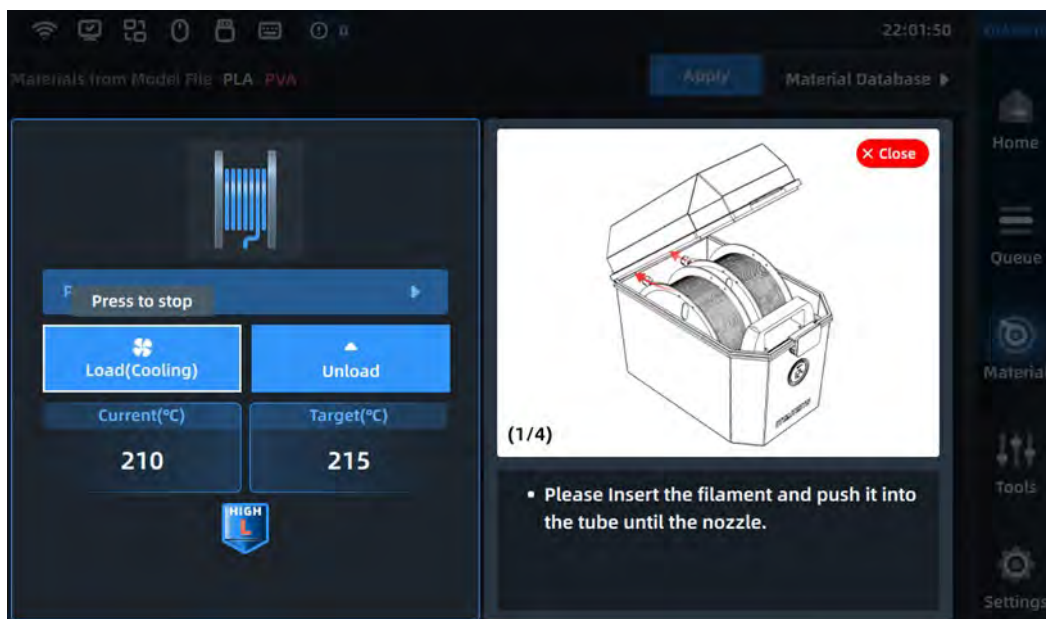 22:01:50
Materials from Model File PLA PVA
Apply
Material Database
Press to stop
Load(Cooling)
Unload
Current(°C)
Target(°C)
210
215
HIGH
L
× Close
(1/4)
• Please Insert the filament and push it into
the tube until the nozzle.
Home
Queue
Material
Tools
Settings